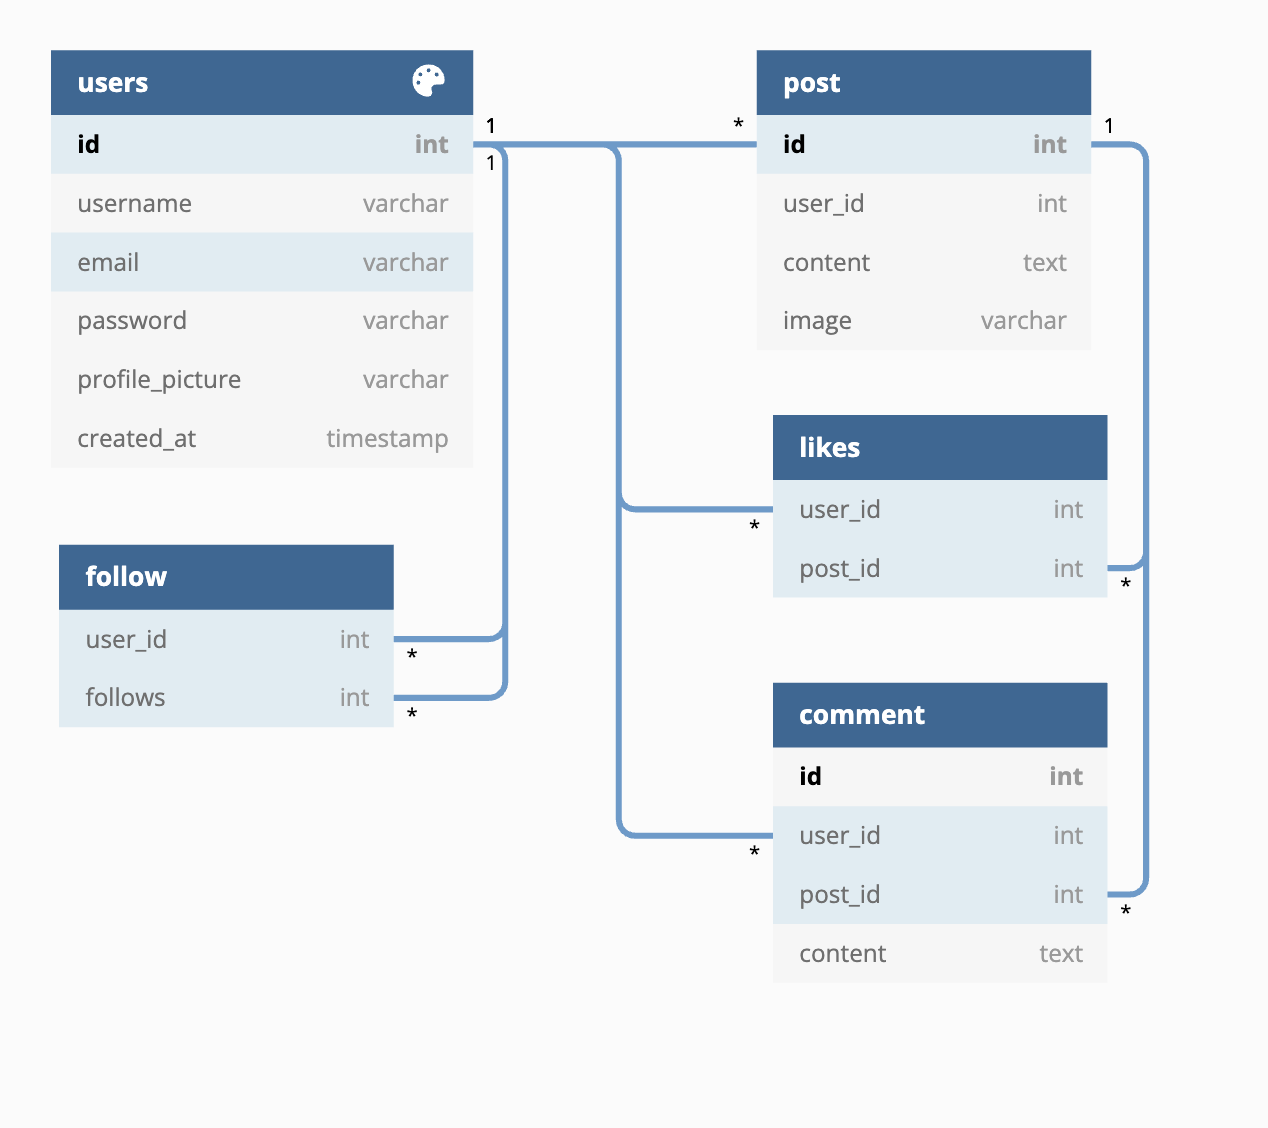 users
id int
username varchar
email varchar
password varchar
profile_picture varchar
created_at timestamp
1
1
*
post
id int
user_id int
content text
image varchar
1
likes
user_id int
post_id int
*
*
follow
user_id int
follows int
*
*
comment
id int
user_id int
post_id int
content text
*
*